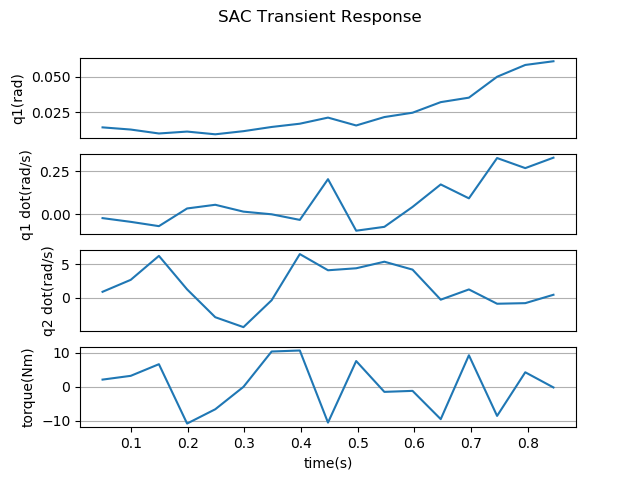 SAC Transient Response
q1(rad)
0.050
0.025
q1 dot(rad/s)
0.25
0.00
q2 dot(rad/s)
5
0
torque(Nm)
10
0
−10
0.1 0.2 0.3 0.4 0.5 0.6 0.7 0.8
time(s)